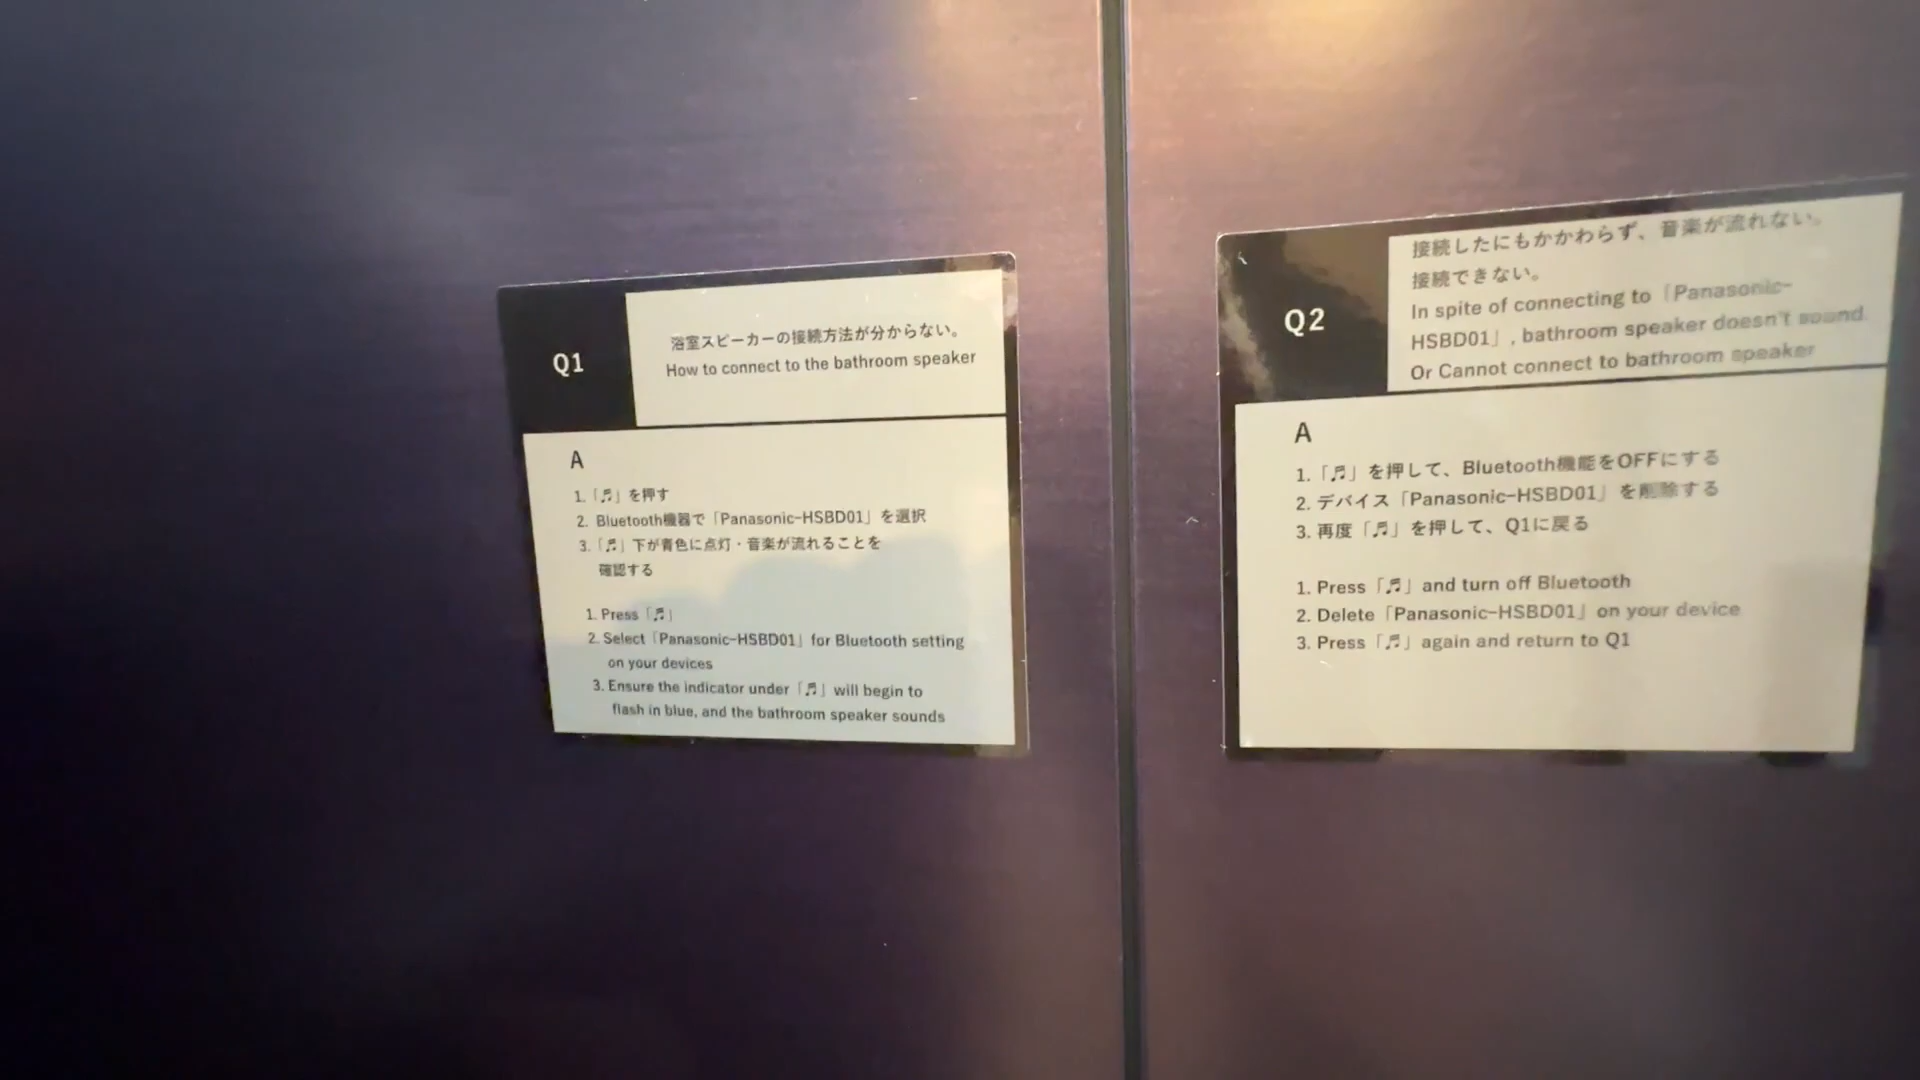 Q1
浴室スピーカーの接続方法が分からない。
How to connect to the bathroom speaker
A
1.「♬」を押す
2. Bluetooth機器で「Panasonic-HSBD01」を選択
3.「♬」下が青色に点灯・音楽が流れることを
確認する
1. Press「♬」
2. Select「Panasonic-HSBD01」for Bluetooth setting
on your devices
3. Ensure the indicator under「♬」will begin to
flash in blue, and the bathroom speaker sounds
Q2
接続したにもかかわらず、音楽が流れない。
接続できない。
In spite of connecting to「Panasonic-
HSBD01」, bathroom speaker doesn't sound.
Or Cannot connect to bathroom speaker
A
1.「♬」を押して、Bluetooth機能をOFFにする
2. デバイス「Panasonic-HSBD01」を削除する
3. 再度「♬」を押して、Q1に戻る
1. Press「♬」and turn off Bluetooth
2. Delete「Panasonic-HSBD01」on your device
3. Press「♬」again and return to Q1